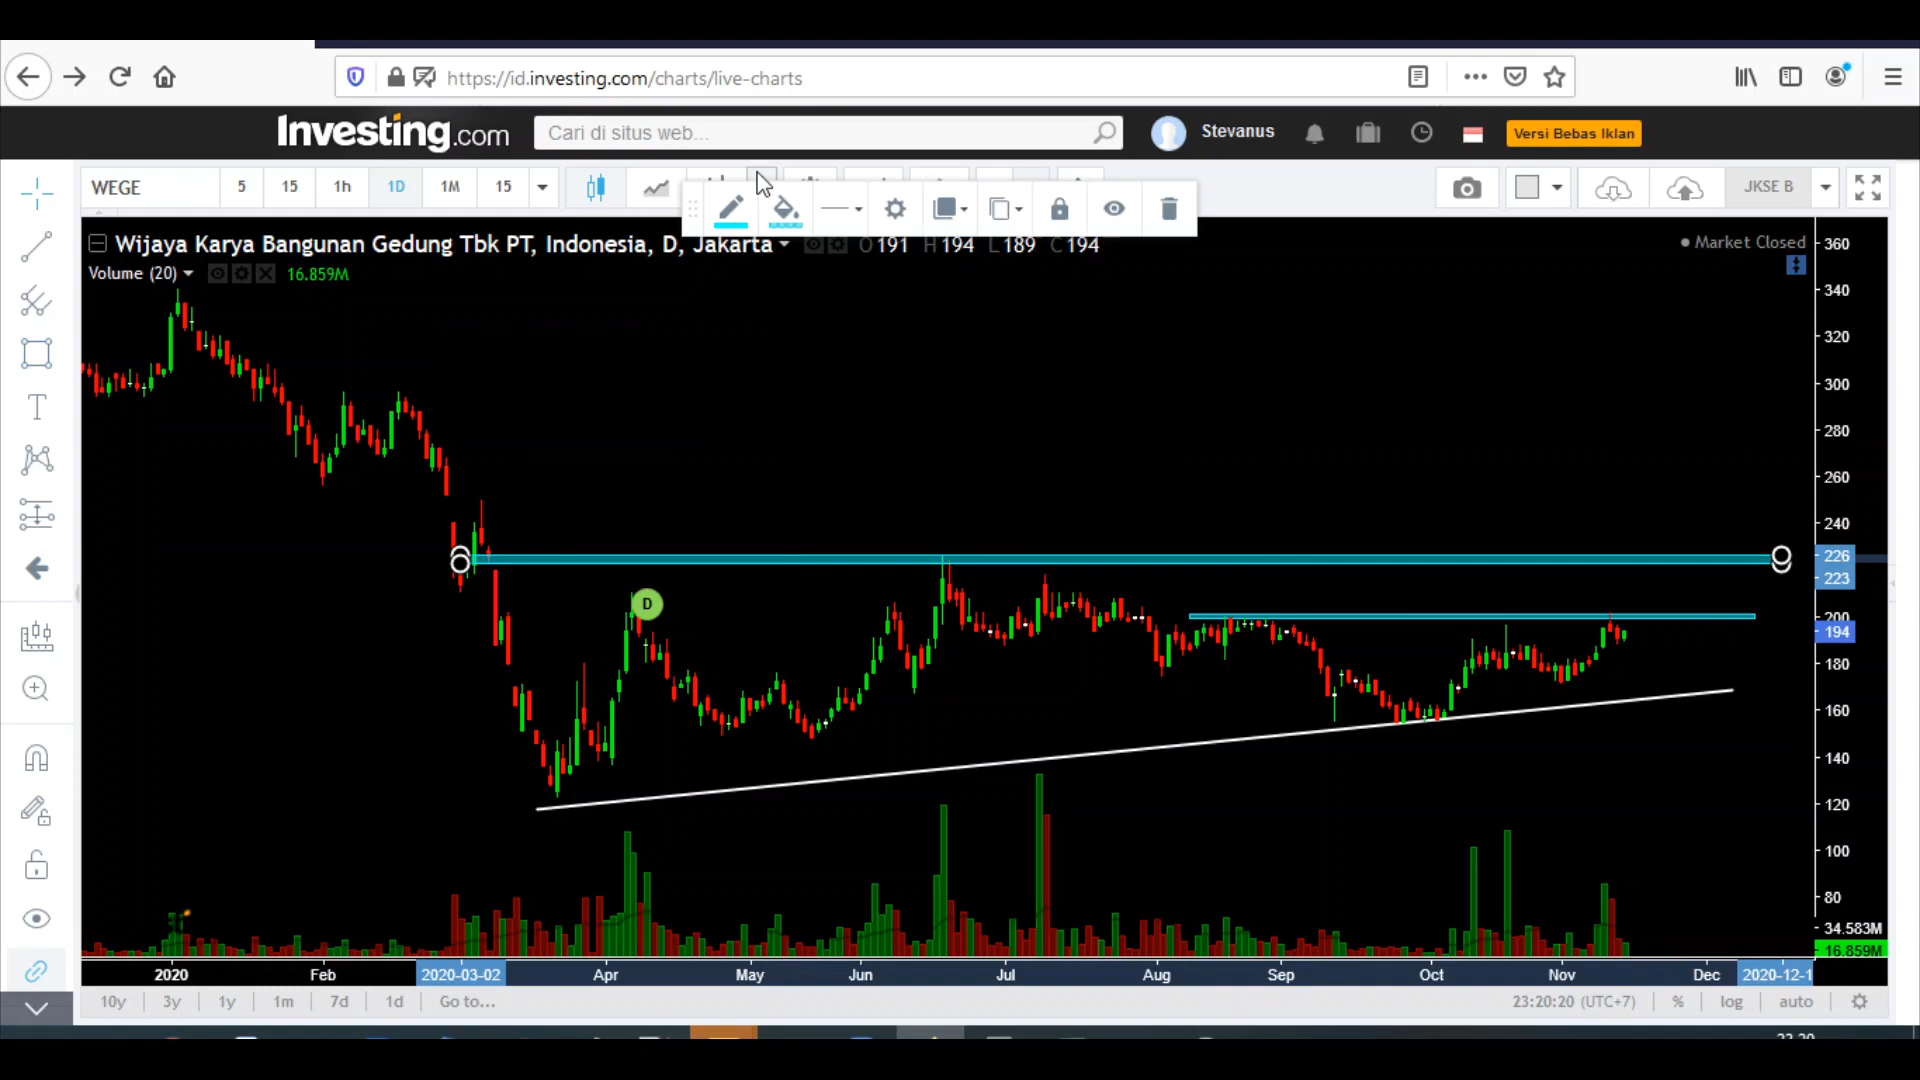 https://id.investing.com/charts/live-charts
Investing.com
Cari di situs web...
Stevanus
Versi Bebas Iklan
WEGE
5
15
1h
1D
1M
15
JKSE B
Wijaya Karya Bangunan Gedung Tbk PT, Indonesia, D, Jakarta
O 191 H 194 L 189 C 194
Market Closed
Volume (20)
16.859M
360
340
320
300
280
260
240
226
223
200
194
180
160
140
120
100
80
34.583M
16.859M
D
T
2020
Feb
2020-03-02
Apr
May
Jun
Jul
Aug
Sep
Oct
Nov
Dec
2020-12-1
10y
3y
1y
1m
7d
1d
Go to...
23:20:20 (UTC+7)
%
log
auto